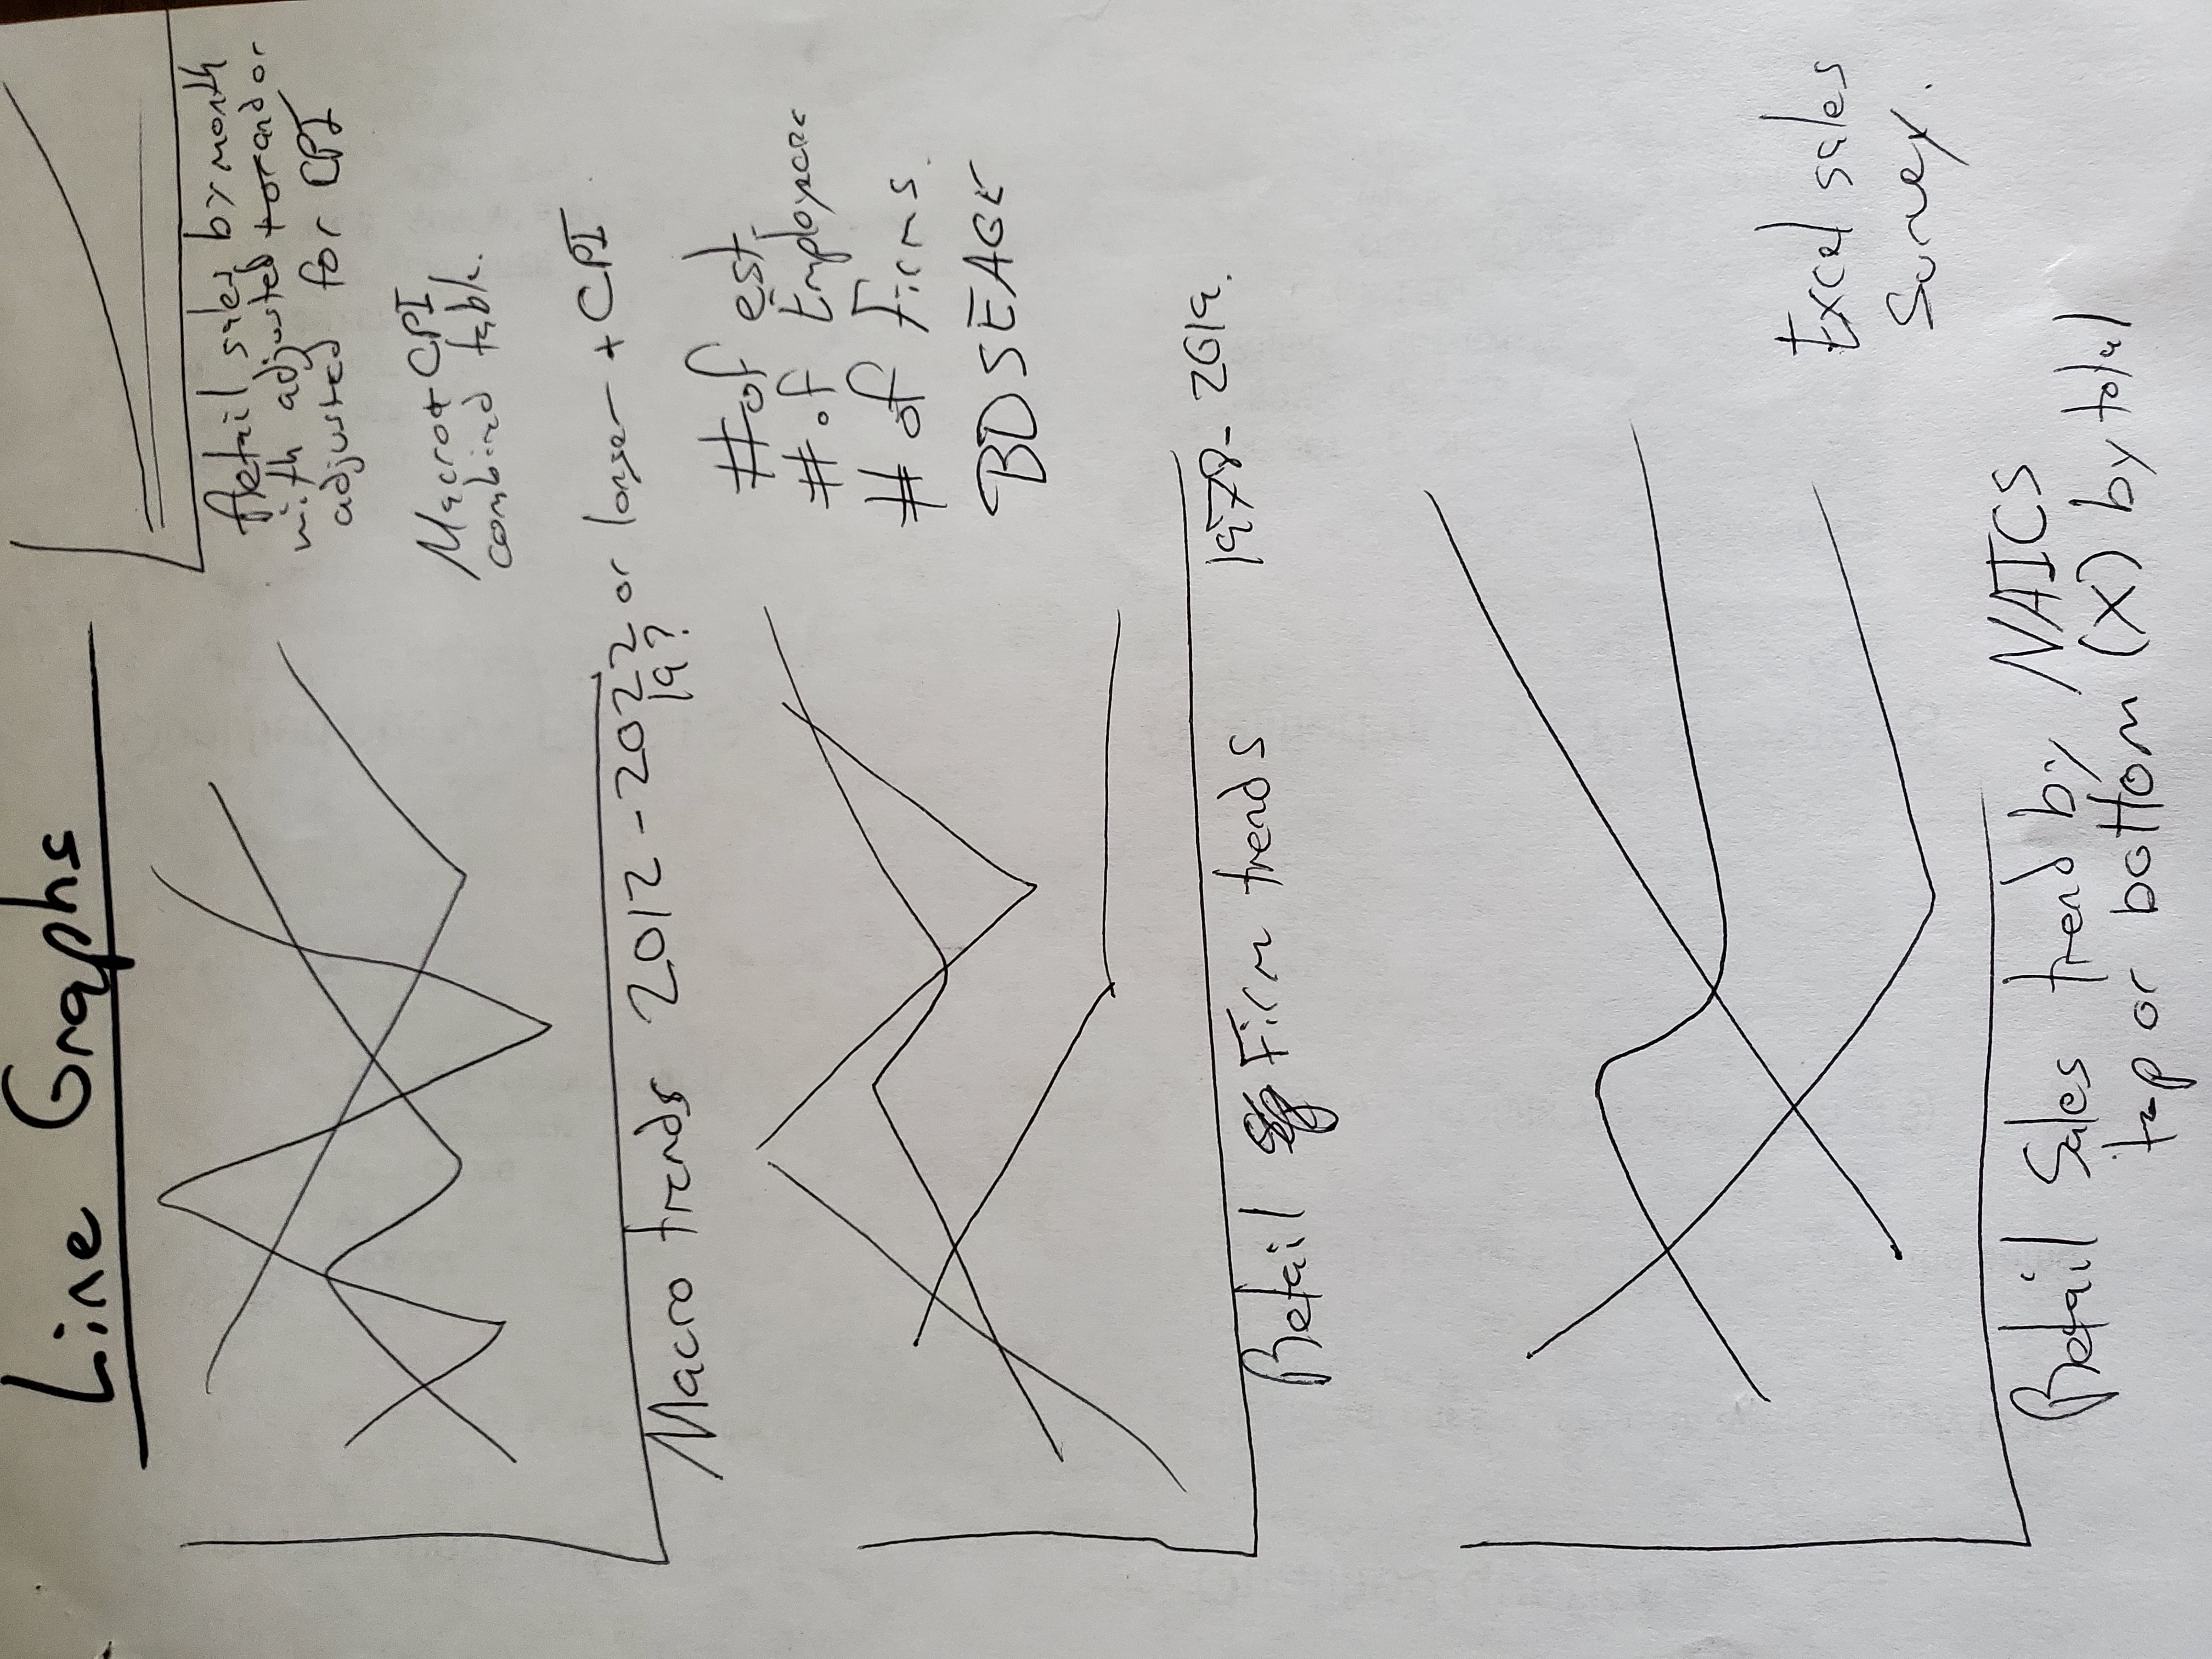 Line Graphs
Retail sales by month
with adjusted and or
adjusted for CPI
Macro + CPI
combined table.
Macro trends 2012-2022 or longer + CPI
19?
# of est.
# of Employees
# of Firms.
BDSEAGE
Retail Firm trends 1978-2019.
Excel sales
Survey.
Retail Sales trend by NAICS
top or bottom (X) by total